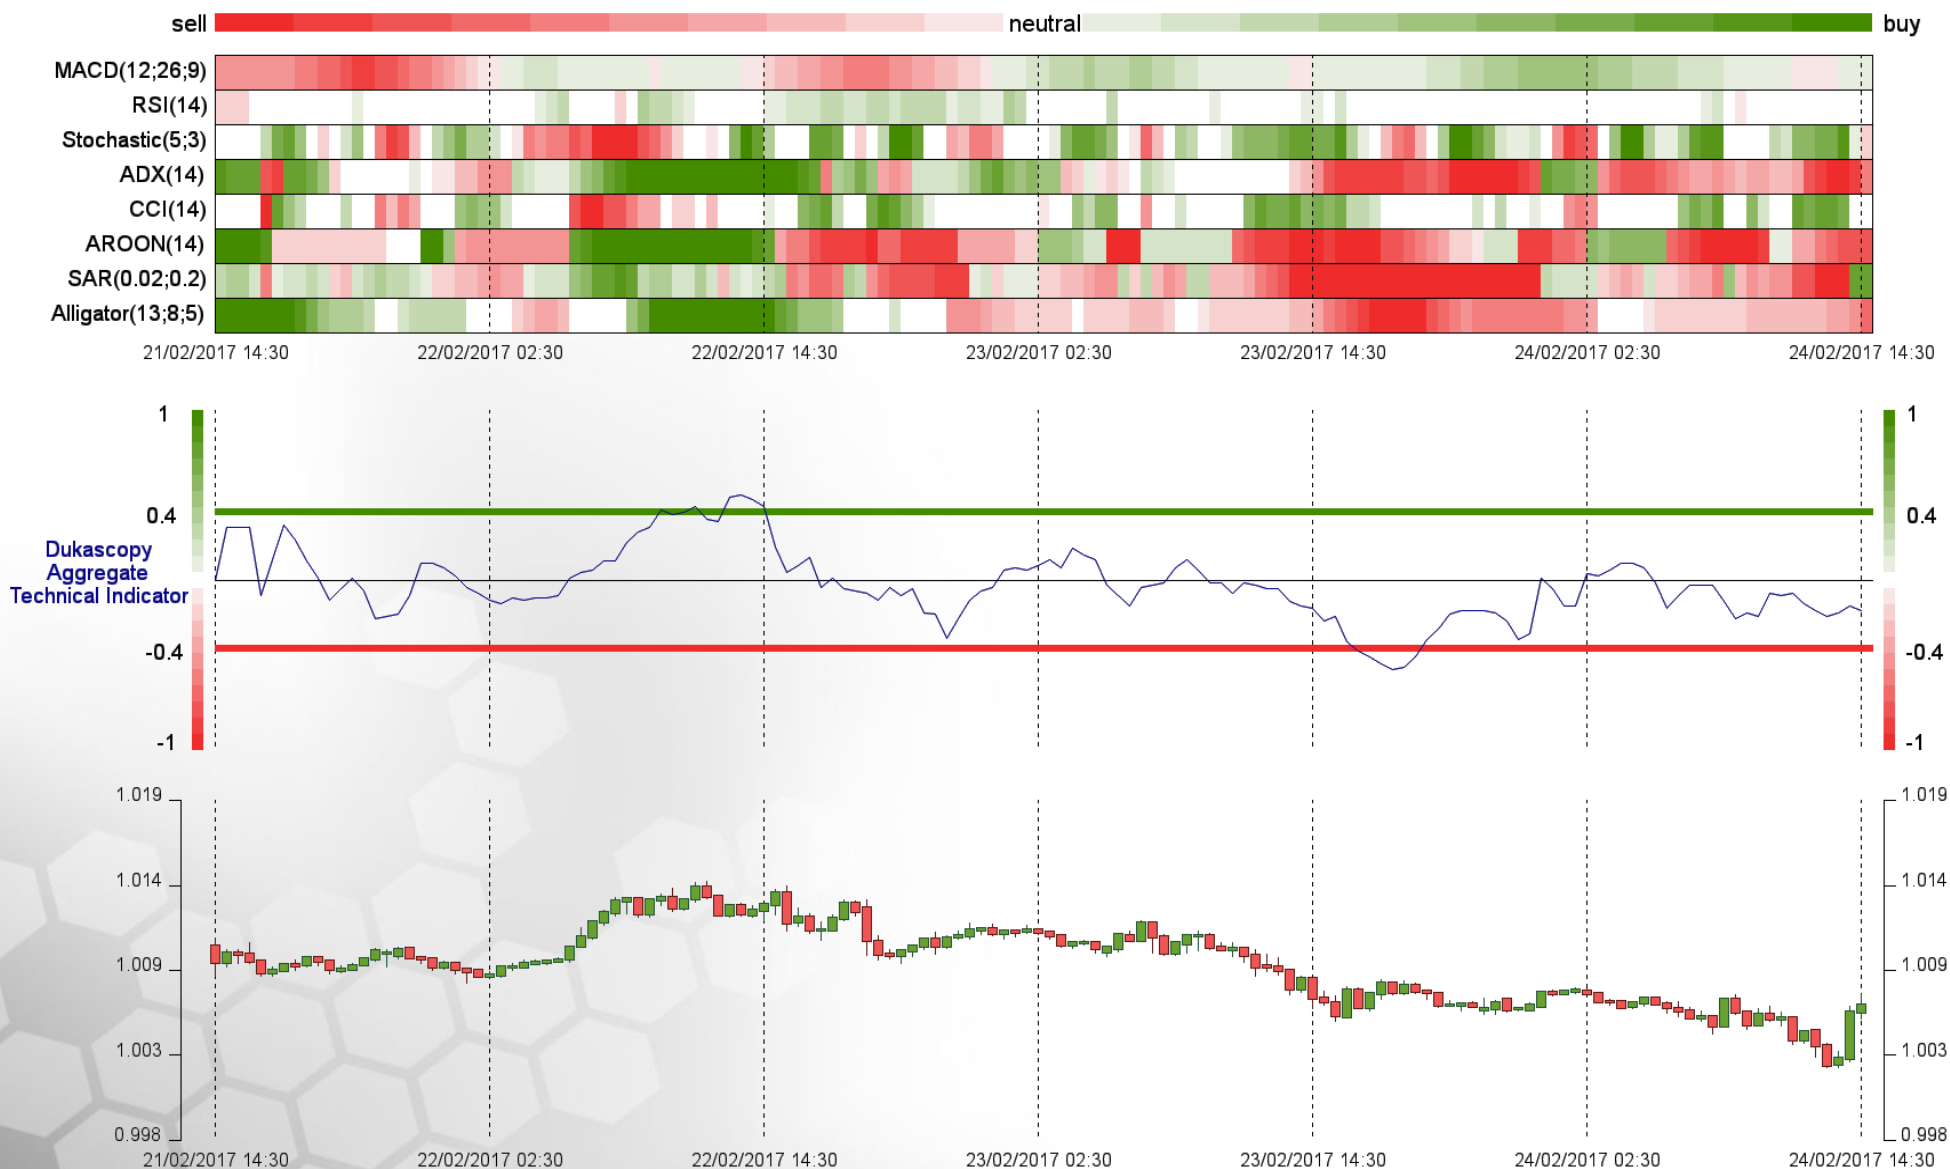 sell neutral buy
MACD(12;26;9)
RSI(14)
Stochastic(5;3)
ADX(14)
CCI(14)
AROON(14)
SAR(0.02;0.2)
Alligator(13;8;5)
21/02/2017 14:30 22/02/2017 02:30 22/02/2017 14:30 23/02/2017 02:30 23/02/2017 14:30 24/02/2017 02:30 24/02/2017 14:30
1 1
0.4 0.4
Dukascopy
Aggregate
Technical Indicator
-0.4 -0.4
-1 -1
1.019 1.019
1.014 1.014
1.009 1.009
1.003 1.003
0.998 0.998
21/02/2017 14:30 22/02/2017 02:30 22/02/2017 14:30 23/02/2017 02:30 23/02/2017 14:30 24/02/2017 02:30 24/02/2017 14:30